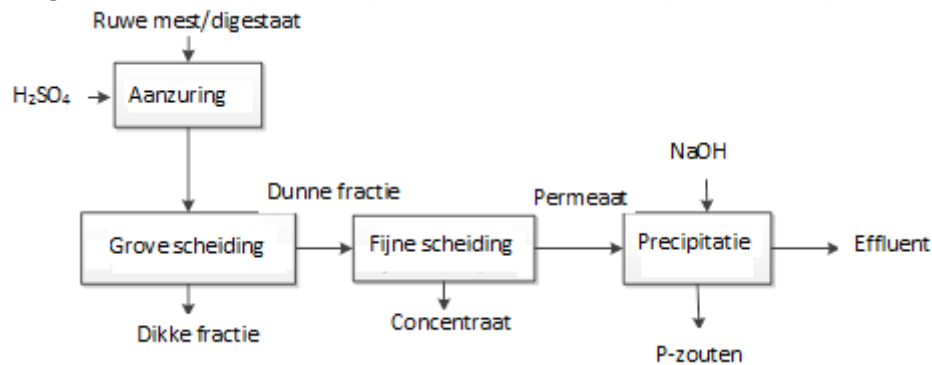 Ruwe mest/digestaat
H₂SO₄
Aanzuring
NaOH
Dunne fractie
Permeaat
Grove scheiding
Fijne scheiding
Precipitatie
Effluent
Dikke fractie
Concentraat
P-zouten